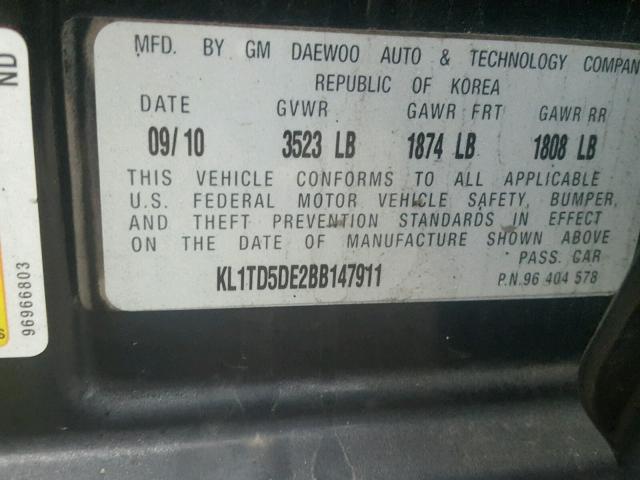 MFD. BY GM DAEWOO AUTO & TECHNOLOGY COMPAN
REPUBLIC OF KOREA
DATE GVWR GAWR FRT GAWR RR
09/10 3523 LB 1874 LB 1808 LB
THIS VEHICLE CONFORMS TO ALL APPLICABLE
U.S. FEDERAL MOTOR VEHICLE SAFETY, BUMPER,
AND THEFT PREVENTION STANDARDS IN EFFECT
ON THE DATE OF MANUFACTURE SHOWN ABOVE
PASS. CAR
KL1TD5DE2BB147911 P.N. 96 404 578
ND
96966803